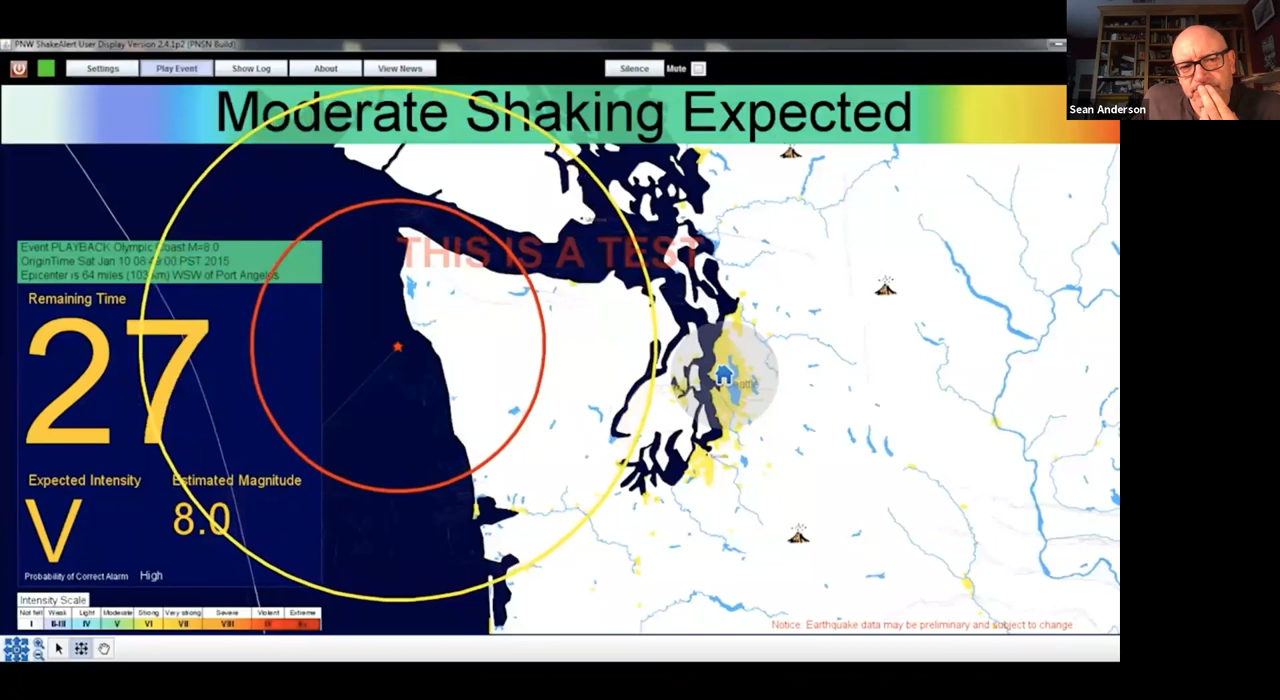 PNW ShakeAlert User Display Version 2.4.1p2 (PNSN Build)
Settings
Play Event
Show Log
About
View News
Silence
Mute
Sean Anderson
Moderate Shaking Expected
THIS IS A TEST
Event PLAYBACK Olympic Coast M=8.0
OriginTime Sat Jan 10 08:49:00 PST 2015
Epicenter is 64 miles (103 km) WSW of Port Angeles
Remaining Time
27
Expected Intensity
Estimated Magnitude
V
8.0
Probability of Correct Alarm High
Seattle
Intensity Scale
Not felt Weak Light Moderate Strong Very strong Severe Violent Extreme
I II-III IV V VI VII VIII IX
Notice: Earthquake data may be preliminary and subject to change